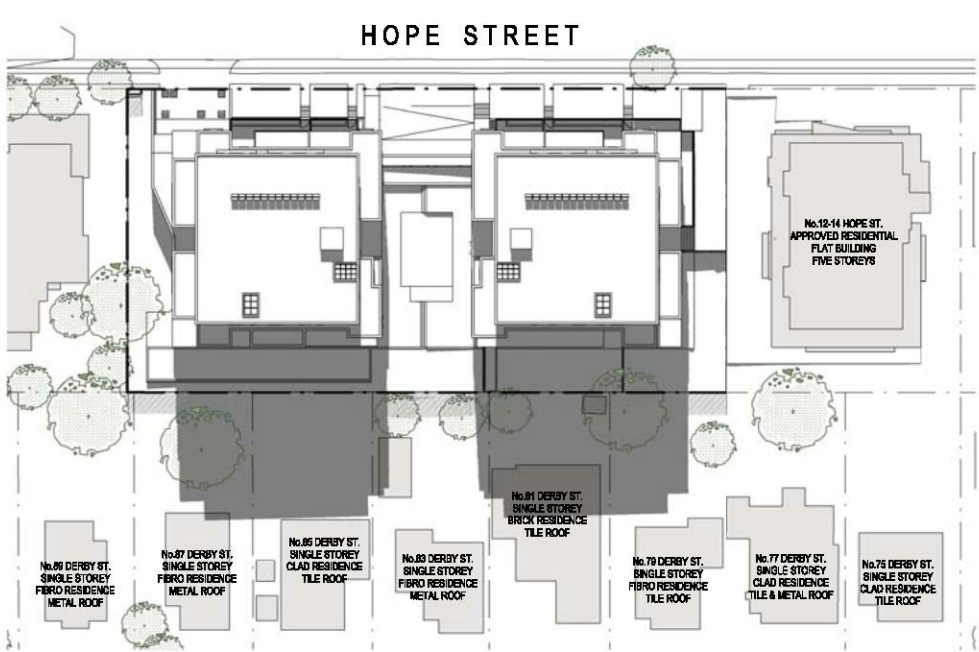 HOPE STREET
No.12-14 HOPE ST.
APPROVED RESIDENTIAL
FLAT BUILDING
FIVE STOREYS
No.89 DERBY ST.
SINGLE STOREY
FIBRO RESIDENCE
METAL ROOF
No.87 DERBY ST.
SINGLE STOREY
FIBRO RESIDENCE
METAL ROOF
No.85 DERBY ST.
SINGLE STOREY
CLAD RESIDENCE
TILE ROOF
No.83 DERBY ST.
SINGLE STOREY
FIBRO RESIDENCE
METAL ROOF
No.81 DERBY ST.
SINGLE STOREY
BRICK RESIDENCE
TILE ROOF
No.79 DERBY ST.
SINGLE STOREY
FIBRO RESIDENCE
TILE ROOF
No.77 DERBY ST.
SINGLE STOREY
CLAD RESIDENCE
TILE & METAL ROOF
No.75 DERBY ST.
SINGLE STOREY
CLAD RESIDENCE
TILE ROOF